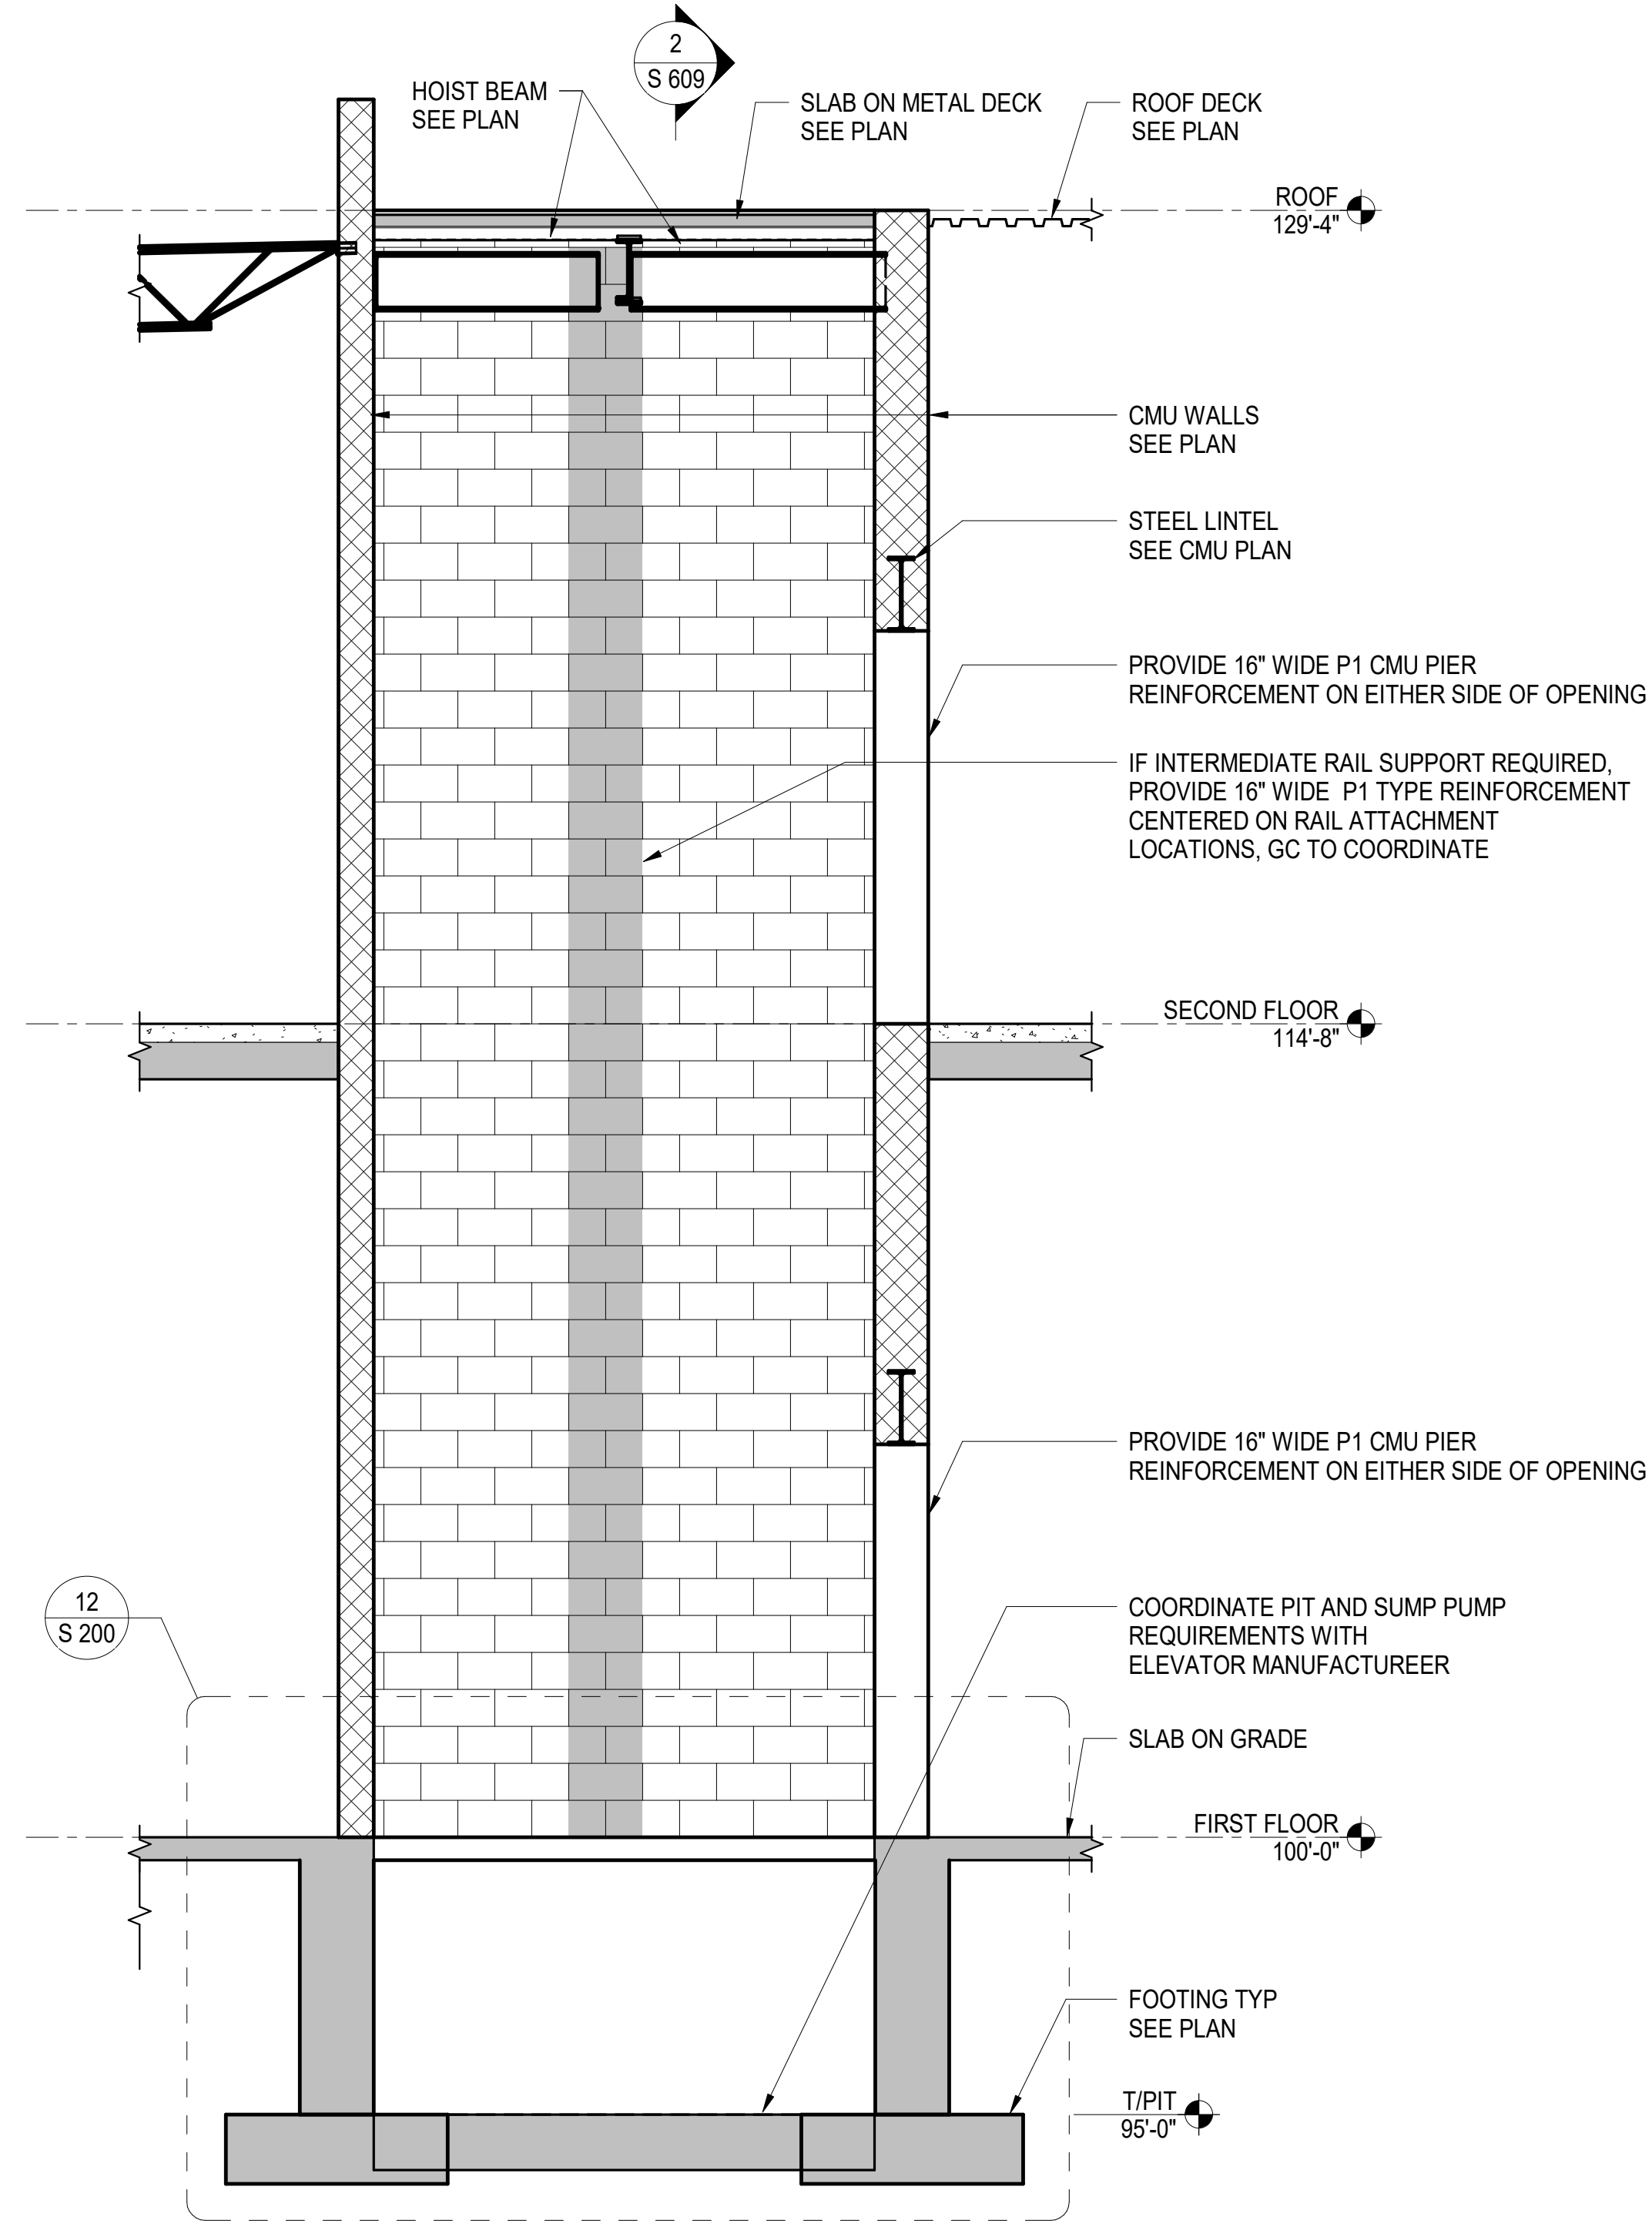 2
S 609
HOIST BEAM
SEE PLAN
SLAB ON METAL DECK
SEE PLAN
ROOF DECK
SEE PLAN
ROOF
129'-4"
CMU WALLS
SEE PLAN
STEEL LINTEL
SEE CMU PLAN
PROVIDE 16" WIDE P1 CMU PIER
REINFORCEMENT ON EITHER SIDE OF OPENING
IF INTERMEDIATE RAIL SUPPORT REQUIRED,
PROVIDE 16" WIDE  P1 TYPE REINFORCEMENT
CENTERED ON RAIL ATTACHMENT
LOCATIONS, GC TO COORDINATE
SECOND FLOOR
114'-8"
PROVIDE 16" WIDE P1 CMU PIER
REINFORCEMENT ON EITHER SIDE OF OPENING
12
S 200
COORDINATE PIT AND SUMP PUMP
REQUIREMENTS WITH
ELEVATOR MANUFACTUREER
SLAB ON GRADE
FIRST FLOOR
100'-0"
FOOTING TYP
SEE PLAN
T/PIT
95'-0"